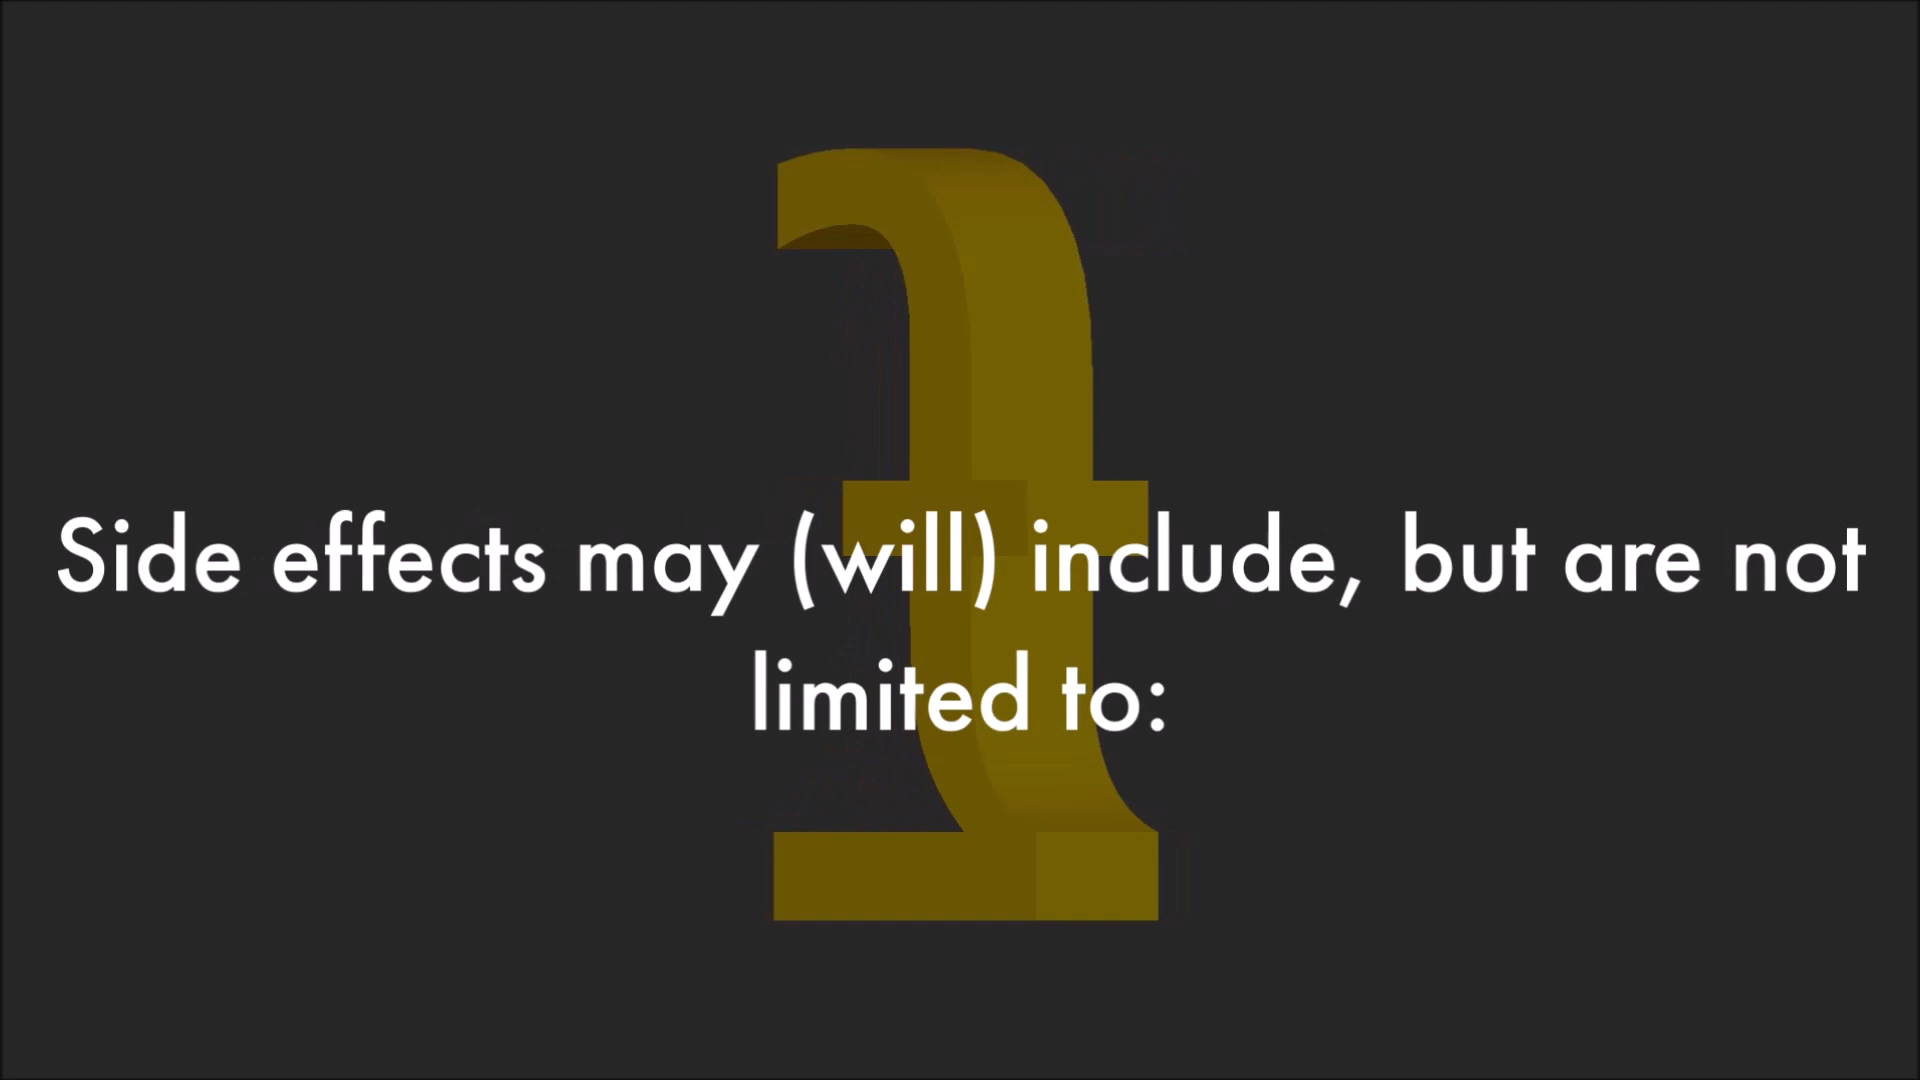 Side effects may (will) include, but are not
limited to: